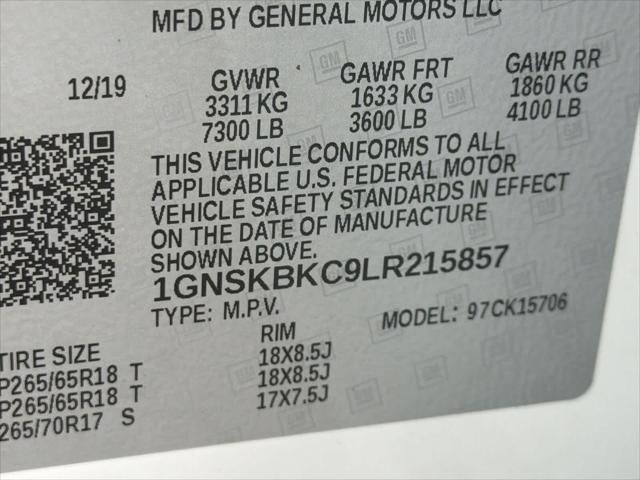 MFD BY GENERAL MOTORS LLC
12/19 GVWR GAWR FRT GAWR RR
3311 KG 1633 KG 1860 KG
7300 LB 3600 LB 4100 LB
THIS VEHICLE CONFORMS TO ALL
APPLICABLE U.S. FEDERAL MOTOR
VEHICLE SAFETY STANDARDS IN EFFECT
ON THE DATE OF MANUFACTURE
SHOWN ABOVE.
1GNSKBKC9LR215857
TYPE: M.P.V. MODEL: 97CK15706
TIRE SIZE RIM
P265/65R18 T 18X8.5J
P265/65R18 T 18X8.5J
265/70R17 S 17X7.5J